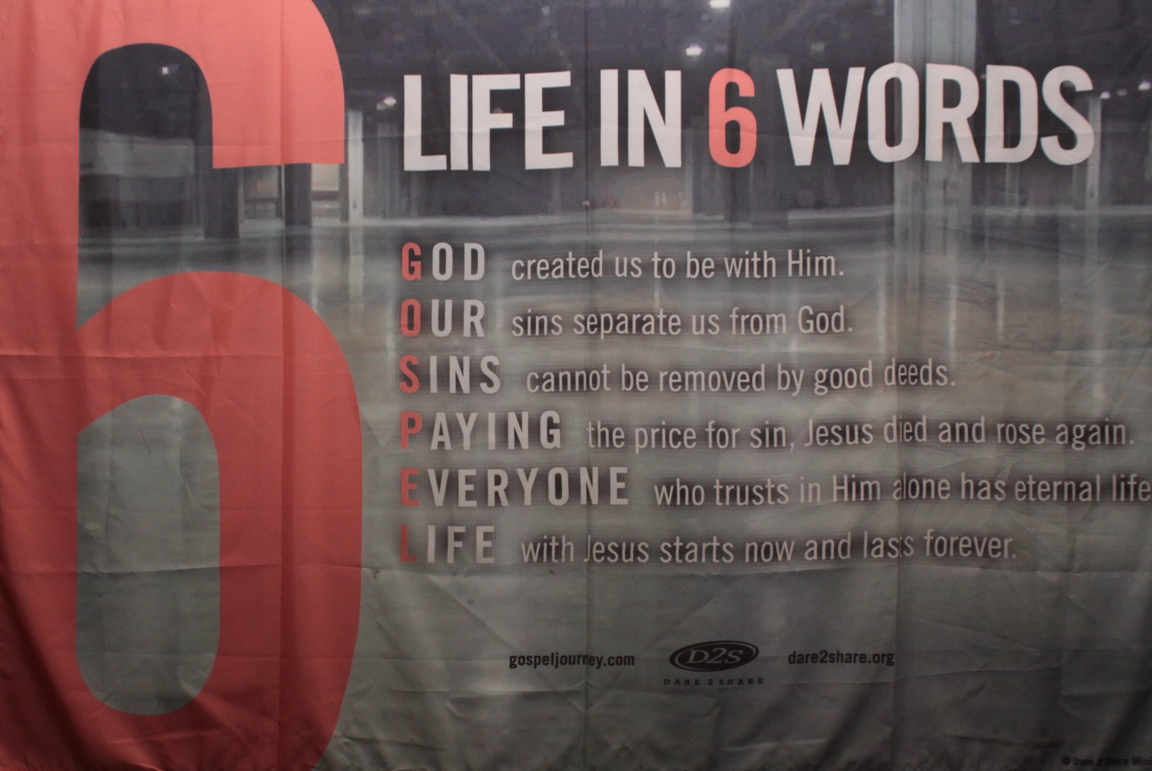 6
LIFE IN 6 WORDS
GOD created us to be with Him.
OUR sins separate us from God.
SINS cannot be removed by good deeds.
PAYING the price for sin, Jesus died and rose again.
EVERYONE who trusts in Him alone has eternal life
LIFE with Jesus starts now and lasts forever.
gospeljourney.com D2S dare2share.org
DARE 2 SHARE
© Dare 2 Share